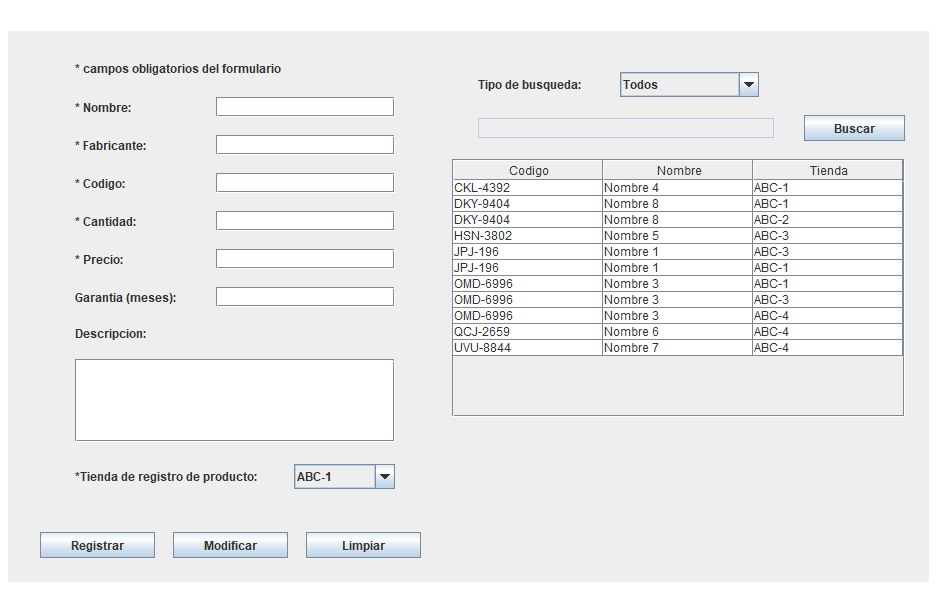 * campos obligatorios del formulario
* Nombre:
* Fabricante:
* Codigo:
* Cantidad:
* Precio:
Garantia (meses):
Descripcion:
*Tienda de registro de producto: ABC-1
Registrar Modificar Limpiar
Tipo de busqueda: Todos
Buscar
Codigo Nombre Tienda
CKL-4392 Nombre 4 ABC-1
DKY-9404 Nombre 8 ABC-1
DKY-9404 Nombre 8 ABC-2
HSN-3802 Nombre 5 ABC-3
JPJ-196 Nombre 1 ABC-3
JPJ-196 Nombre 1 ABC-1
OMD-6996 Nombre 3 ABC-1
OMD-6996 Nombre 3 ABC-3
OMD-6996 Nombre 3 ABC-4
QCJ-2659 Nombre 6 ABC-4
UVU-8844 Nombre 7 ABC-4